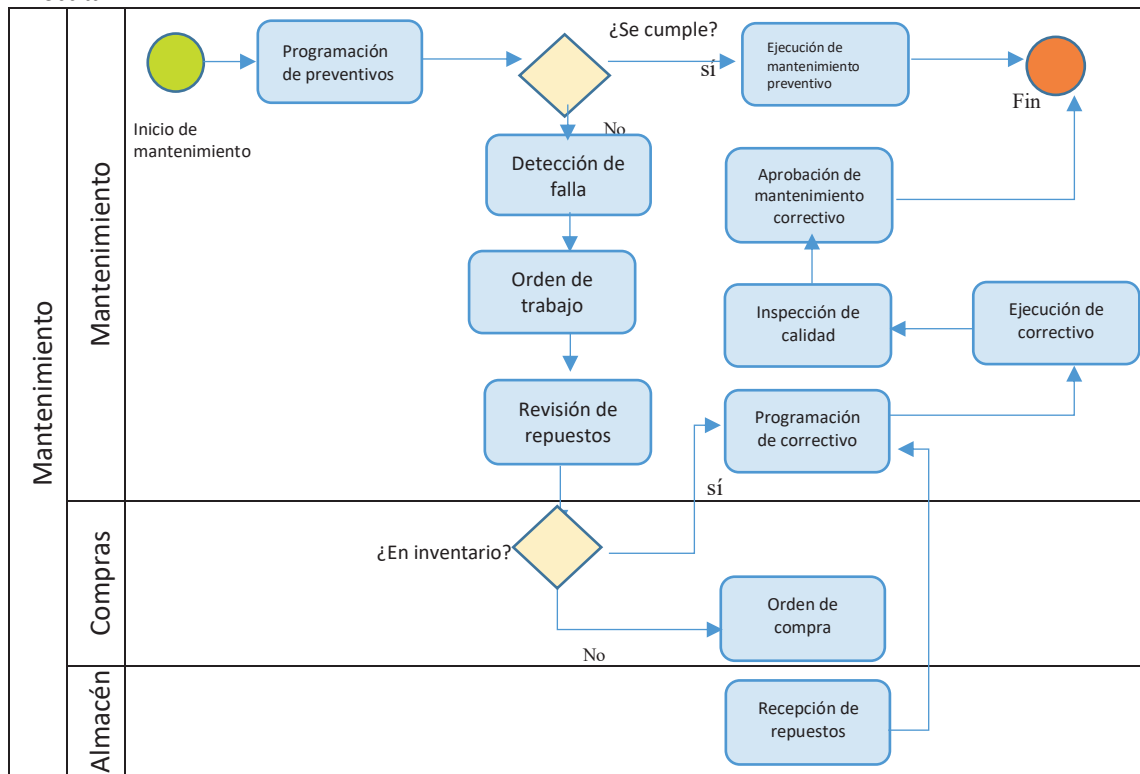 Mantenimiento
Mantenimiento
Inicio de
mantenimiento
Programación
de preventivos
¿Se cumple?
sí
No
Ejecución de
mantenimiento
preventivo
Fin
Detección de
falla
Aprobación de
mantenimiento
correctivo
Orden de
trabajo
Inspección de
calidad
Ejecución de
correctivo
Revisión de
repuestos
Programación
de correctivo
sí
Compras
¿En inventario?
Orden de
compra
No
Almacén
Recepción de
repuestos